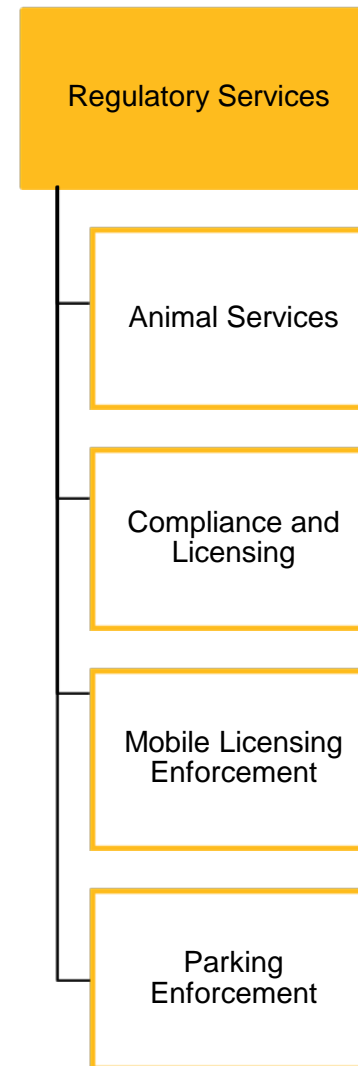 Regulatory Services
Animal Services
Compliance and
Licensing
Mobile Licensing
Enforcement
Parking
Enforcement